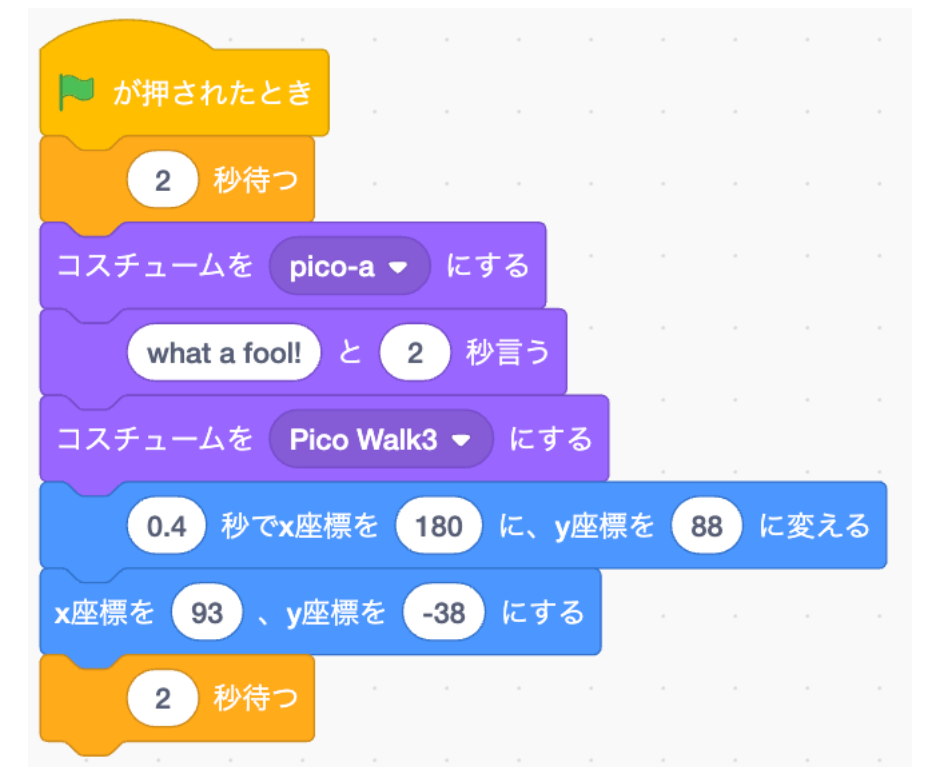 が押されたとき
2 秒待つ
コスチュームを pico-a にする
what a fool! と 2 秒言う
コスチュームを Pico Walk3 にする
0.4 秒でx座標を 180 に、y座標を 88 に変える
x座標を 93 、y座標を -38 にする
2 秒待つ